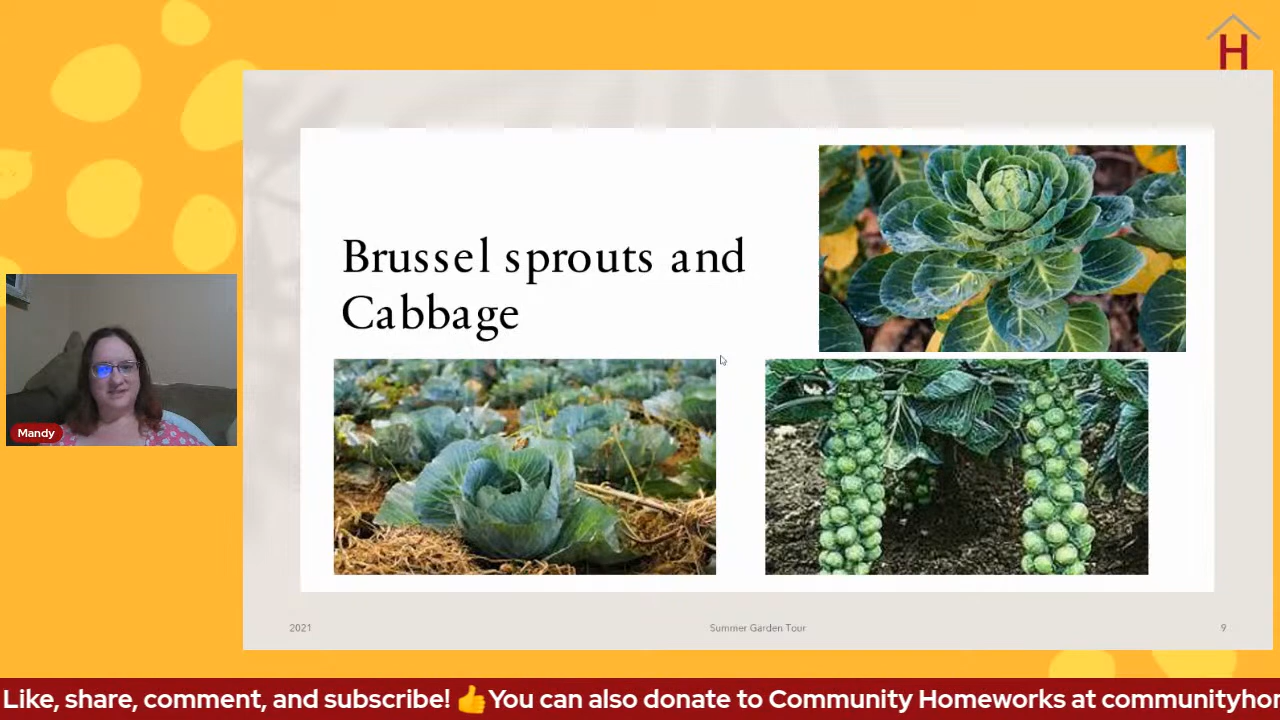 H
Brussel sprouts and
Cabbage
Mandy
2021
Summer Garden Tour
9
Like, share, comment, and subscribe! 👍You can also donate to Community Homeworks at communityhor